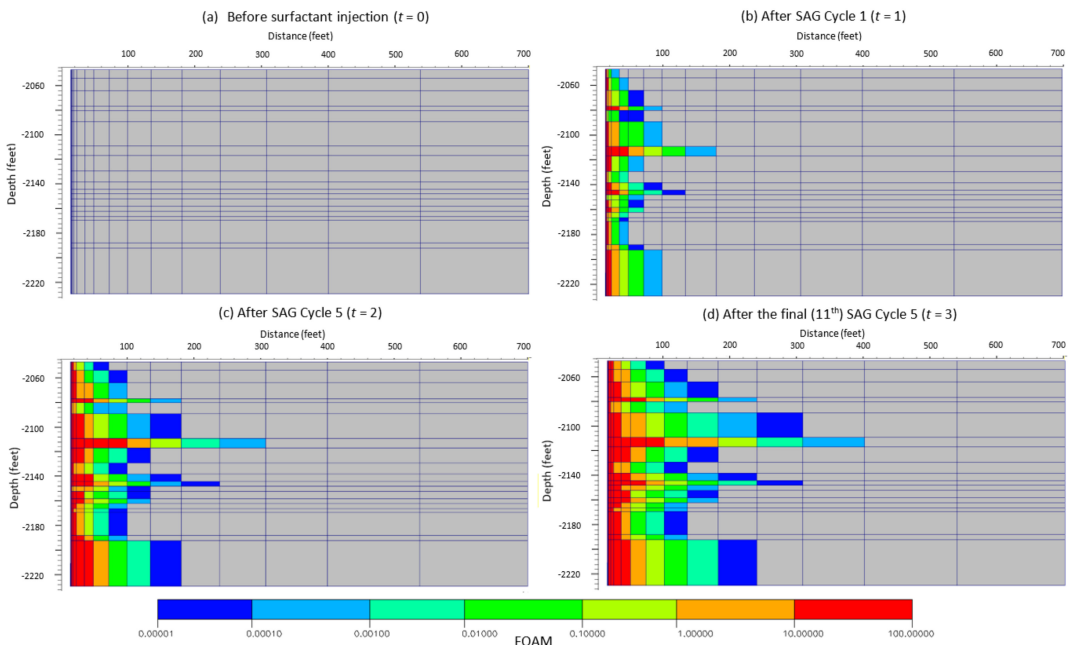 (a) Before surfactant injection (t = 0)
Distance (feet)
100 200 300 400 500 600 700
Depth (feet)
-2060
-2100
-2140
-2180
-2220
(b) After SAG Cycle 1 (t = 1)
Distance (feet)
100 200 300 400 500 600 700
Depth (feet)
-2060
-2100
-2140
-2180
-2220
(c) After SAG Cycle 5 (t = 2)
Distance (feet)
100 200 300 400 500 600 700
Depth (feet)
-2060
-2100
-2140
-2180
-2220
(d) After the final (11th) SAG Cycle 5 (t = 3)
Distance (feet)
100 200 300 400 500 600 700
Depth (feet)
-2060
-2100
-2140
-2180
-2220
0.00001 0.00010 0.00100 0.01000 0.10000 1.00000 10.00000 100.00000
FOAM